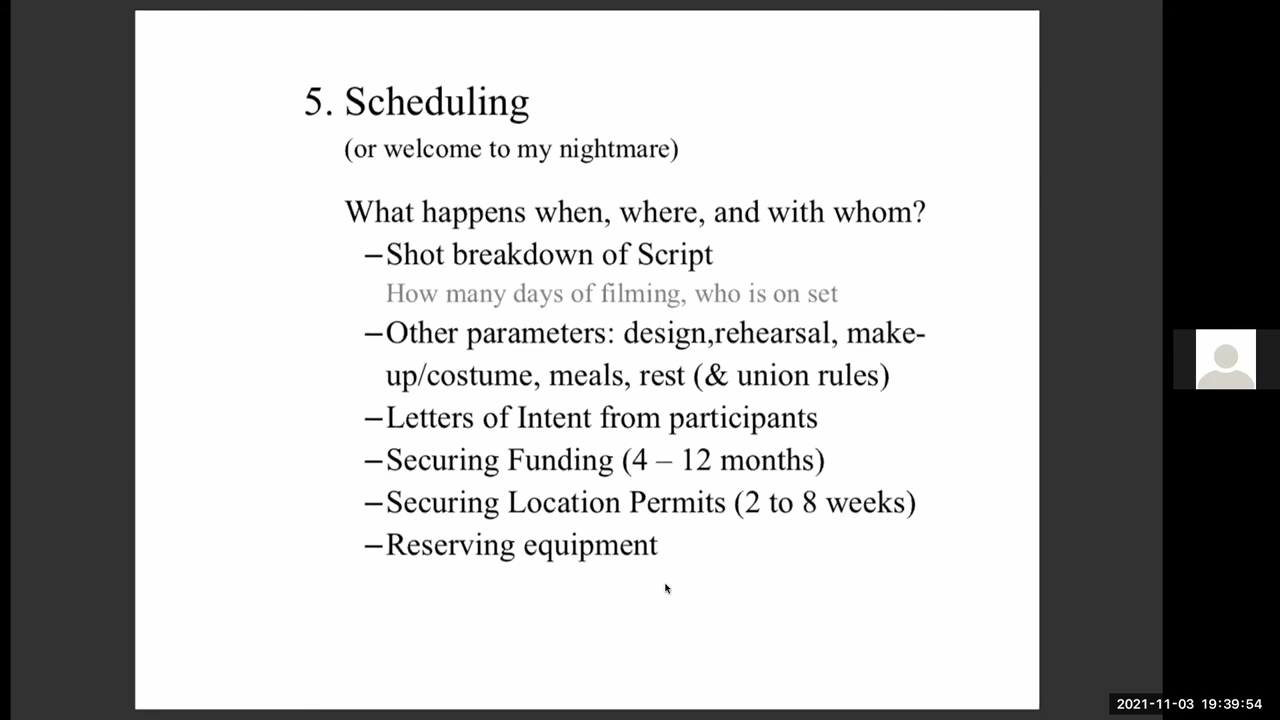 5. Scheduling
(or welcome to my nightmare)
What happens when, where, and with whom?
–Shot breakdown of Script
How many days of filming, who is on set
–Other parameters: design,rehearsal, make-
up/costume, meals, rest (& union rules)
–Letters of Intent from participants
–Securing Funding (4 – 12 months)
–Securing Location Permits (2 to 8 weeks)
–Reserving equipment
2021-11-03 19:39:54